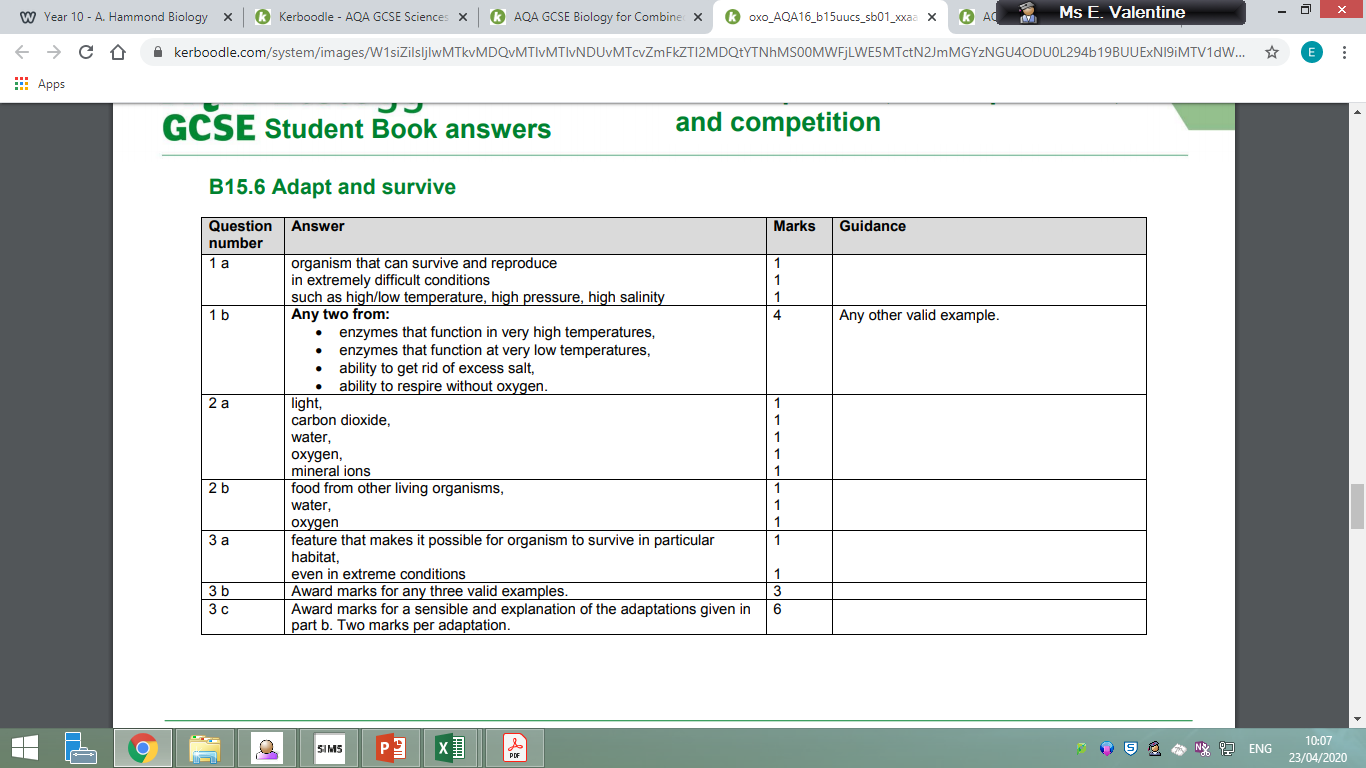 Year 10 - A. Hammond Biology
Kerboodle - AQA GCSE Sciences
AQA GCSE Biology for Combine
oxo_AQA16_b15uucs_sb01_xxaa
Ms E. Valentine
E
Apps
GCSE Student Book answers
and competition
B15.6 Adapt and survive
Question number Answer Marks Guidance
1 a organism that can survive and reproduce 1
in extremely difficult conditions 1
such as high/low temperature, high pressure, high salinity 1
1 b Any two from: 4 Any other valid example.
• enzymes that function in very high temperatures,
• enzymes that function at very low temperatures,
• ability to get rid of excess salt,
• ability to respire without oxygen.
2 a light, 1
carbon dioxide, 1
water, 1
oxygen, 1
mineral ions 1
2 b food from other living organisms, 1
water, 1
oxygen 1
3 a feature that makes it possible for organism to survive in particular 1
habitat,
even in extreme conditions 1
3 b Award marks for any three valid examples. 3
3 c Award marks for a sensible and explanation of the adaptations given in 6
part b. Two marks per adaptation.
SIMS
PDF
ENG
10:07
23/04/2020